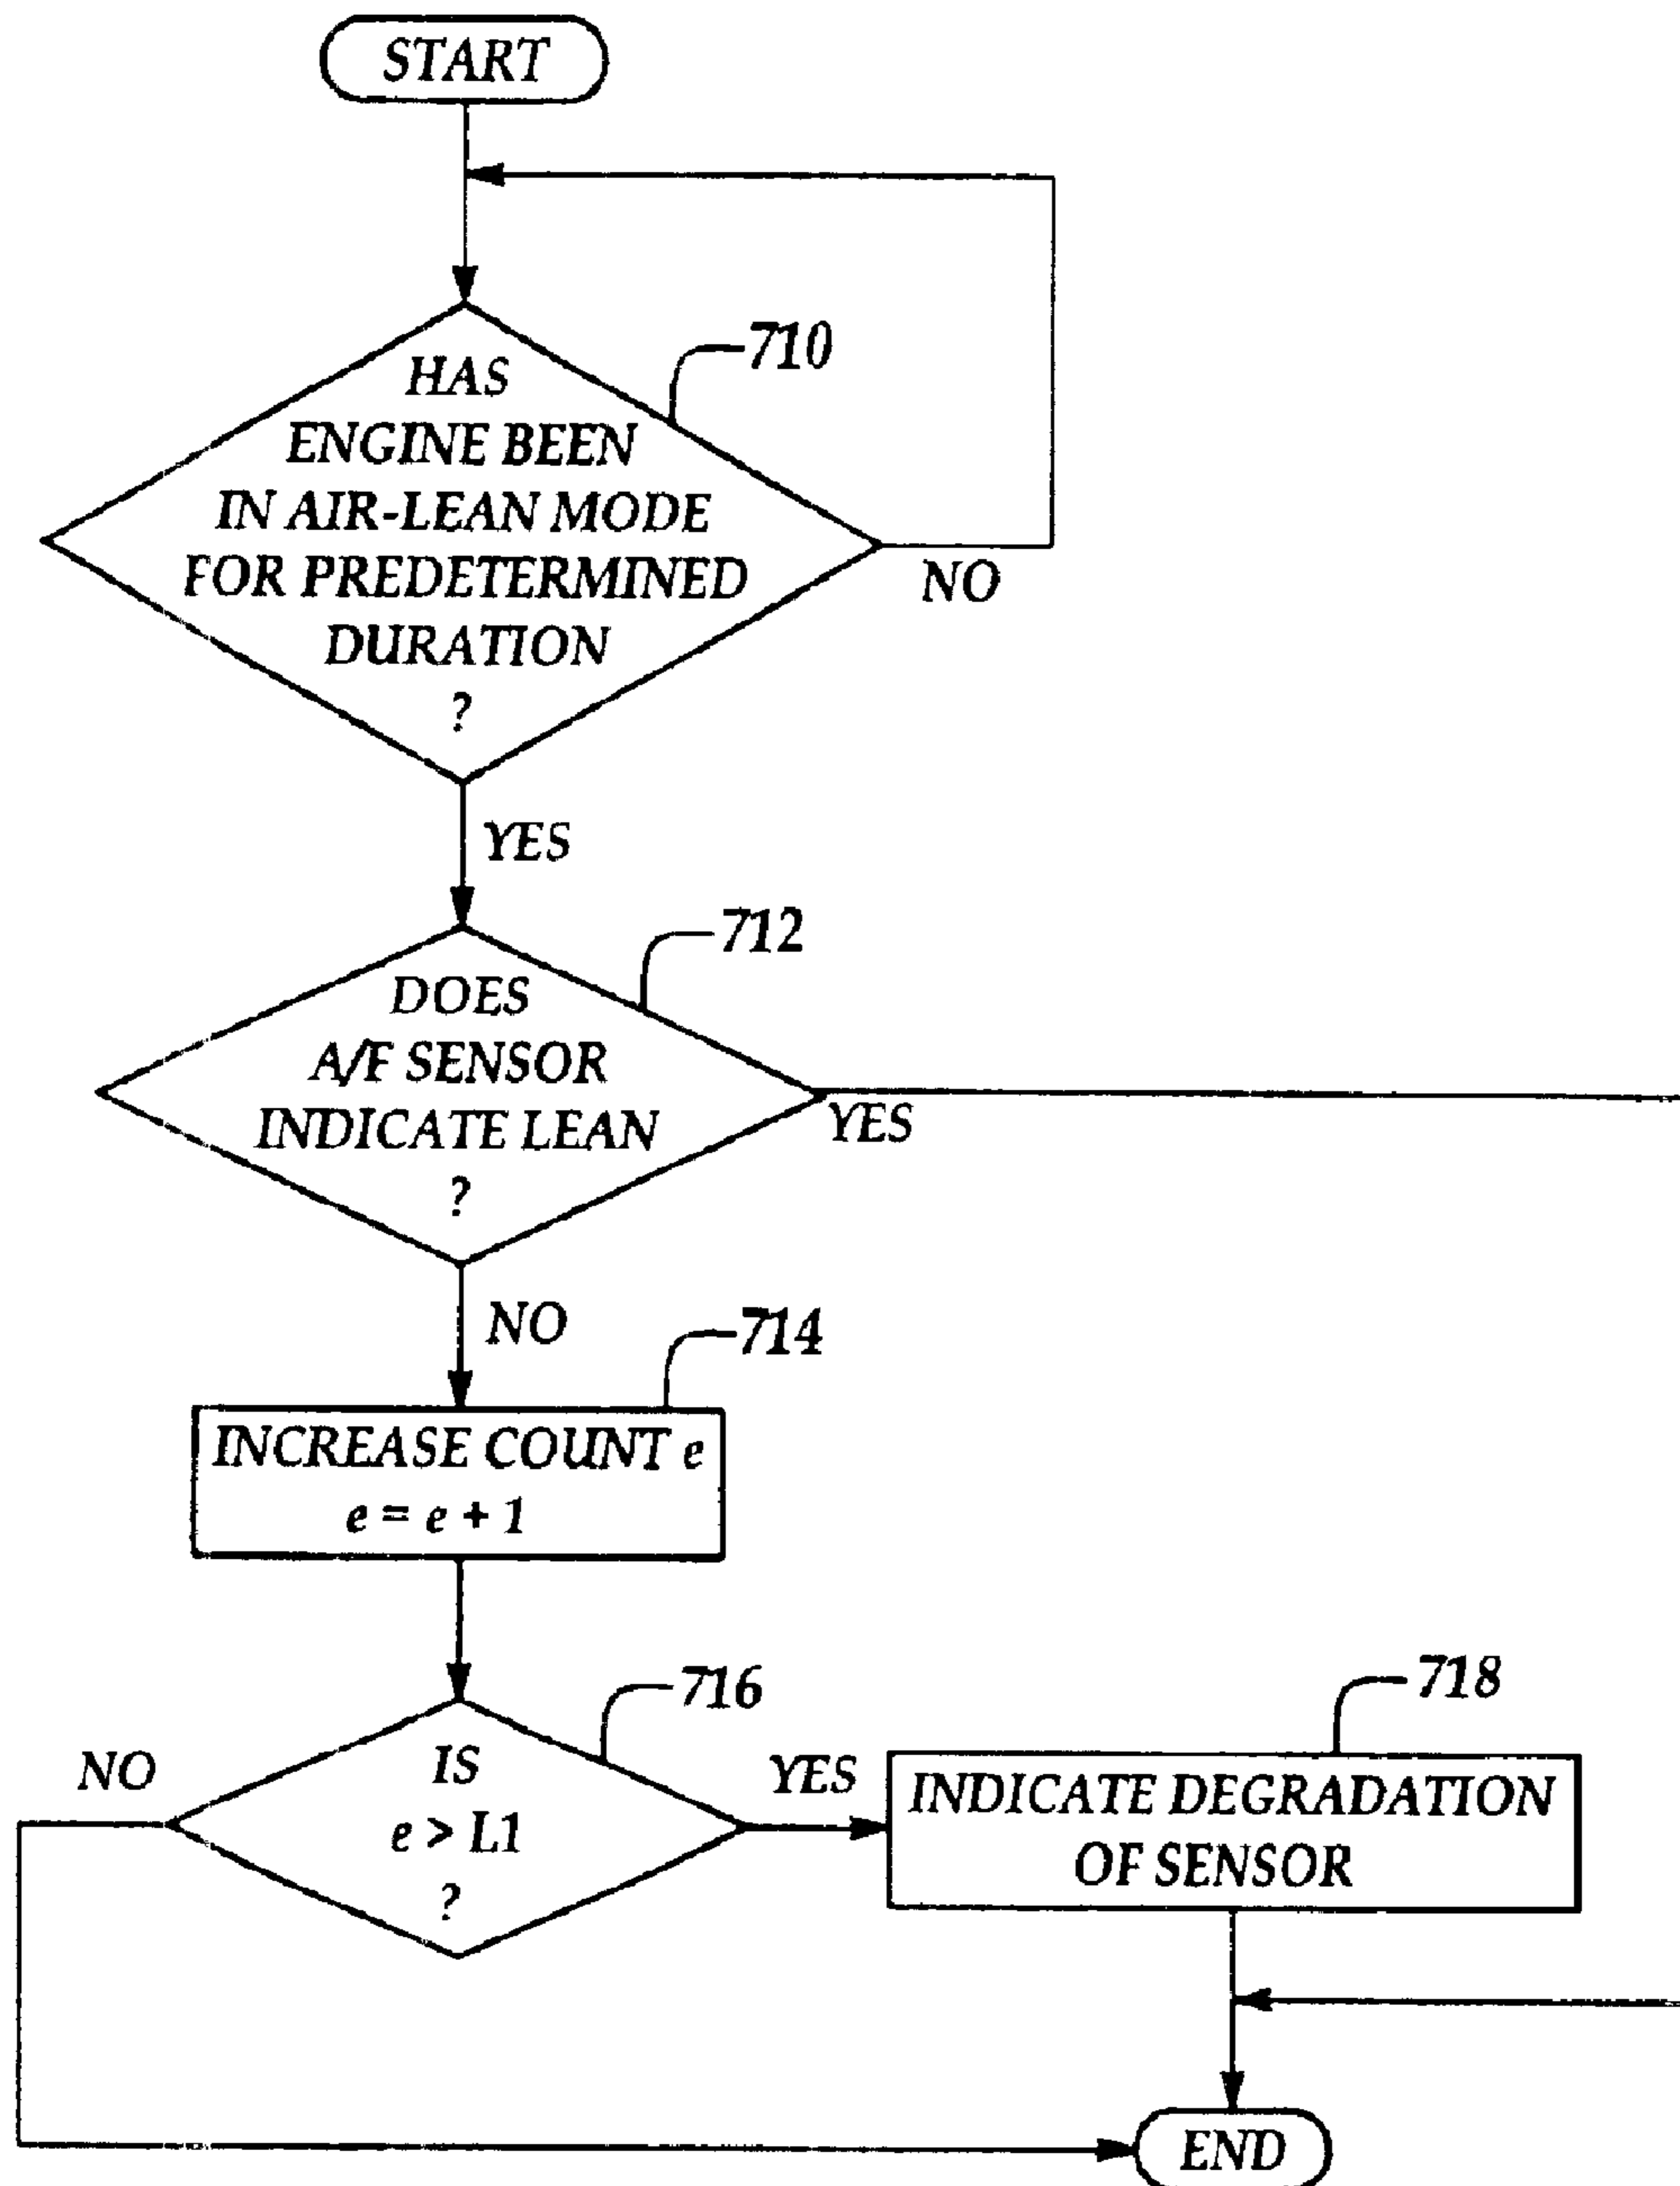 START
710
HAS
ENGINE BEEN
IN AIR-LEAN MODE
FOR PREDETERMINED
DURATION
?
NO
YES
712
DOES
A/F SENSOR
INDICATE LEAN
?
YES
NO
714
INCREASE COUNT e
e = e + 1
716
IS
e > L1
?
NO
YES
718
INDICATE DEGRADATION
OF SENSOR
END